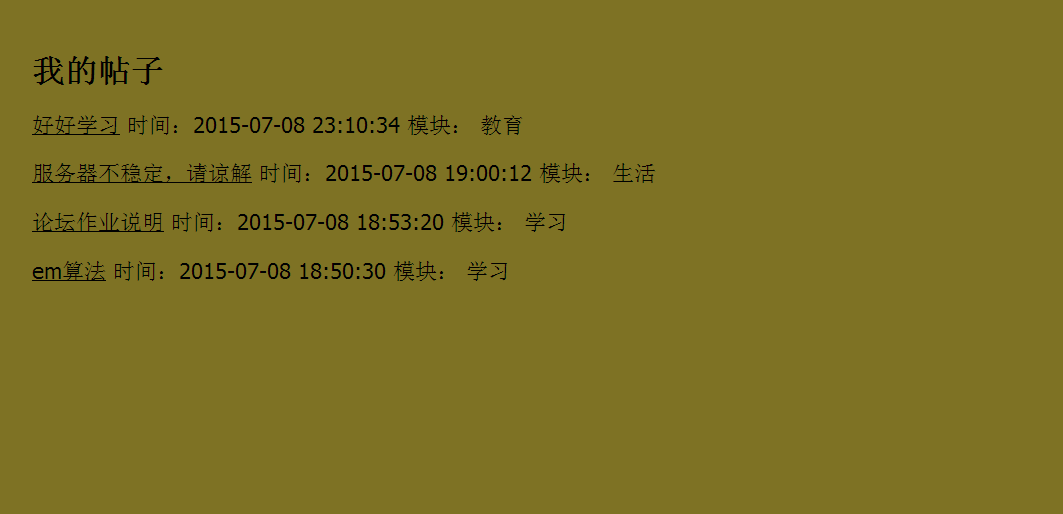 我的帖子
好好学习 时间：2015-07-08 23:10:34 模块： 教育
服务器不稳定，请谅解 时间：2015-07-08 19:00:12 模块： 生活
论坛作业说明 时间：2015-07-08 18:53:20 模块： 学习
em算法 时间：2015-07-08 18:50:30 模块： 学习